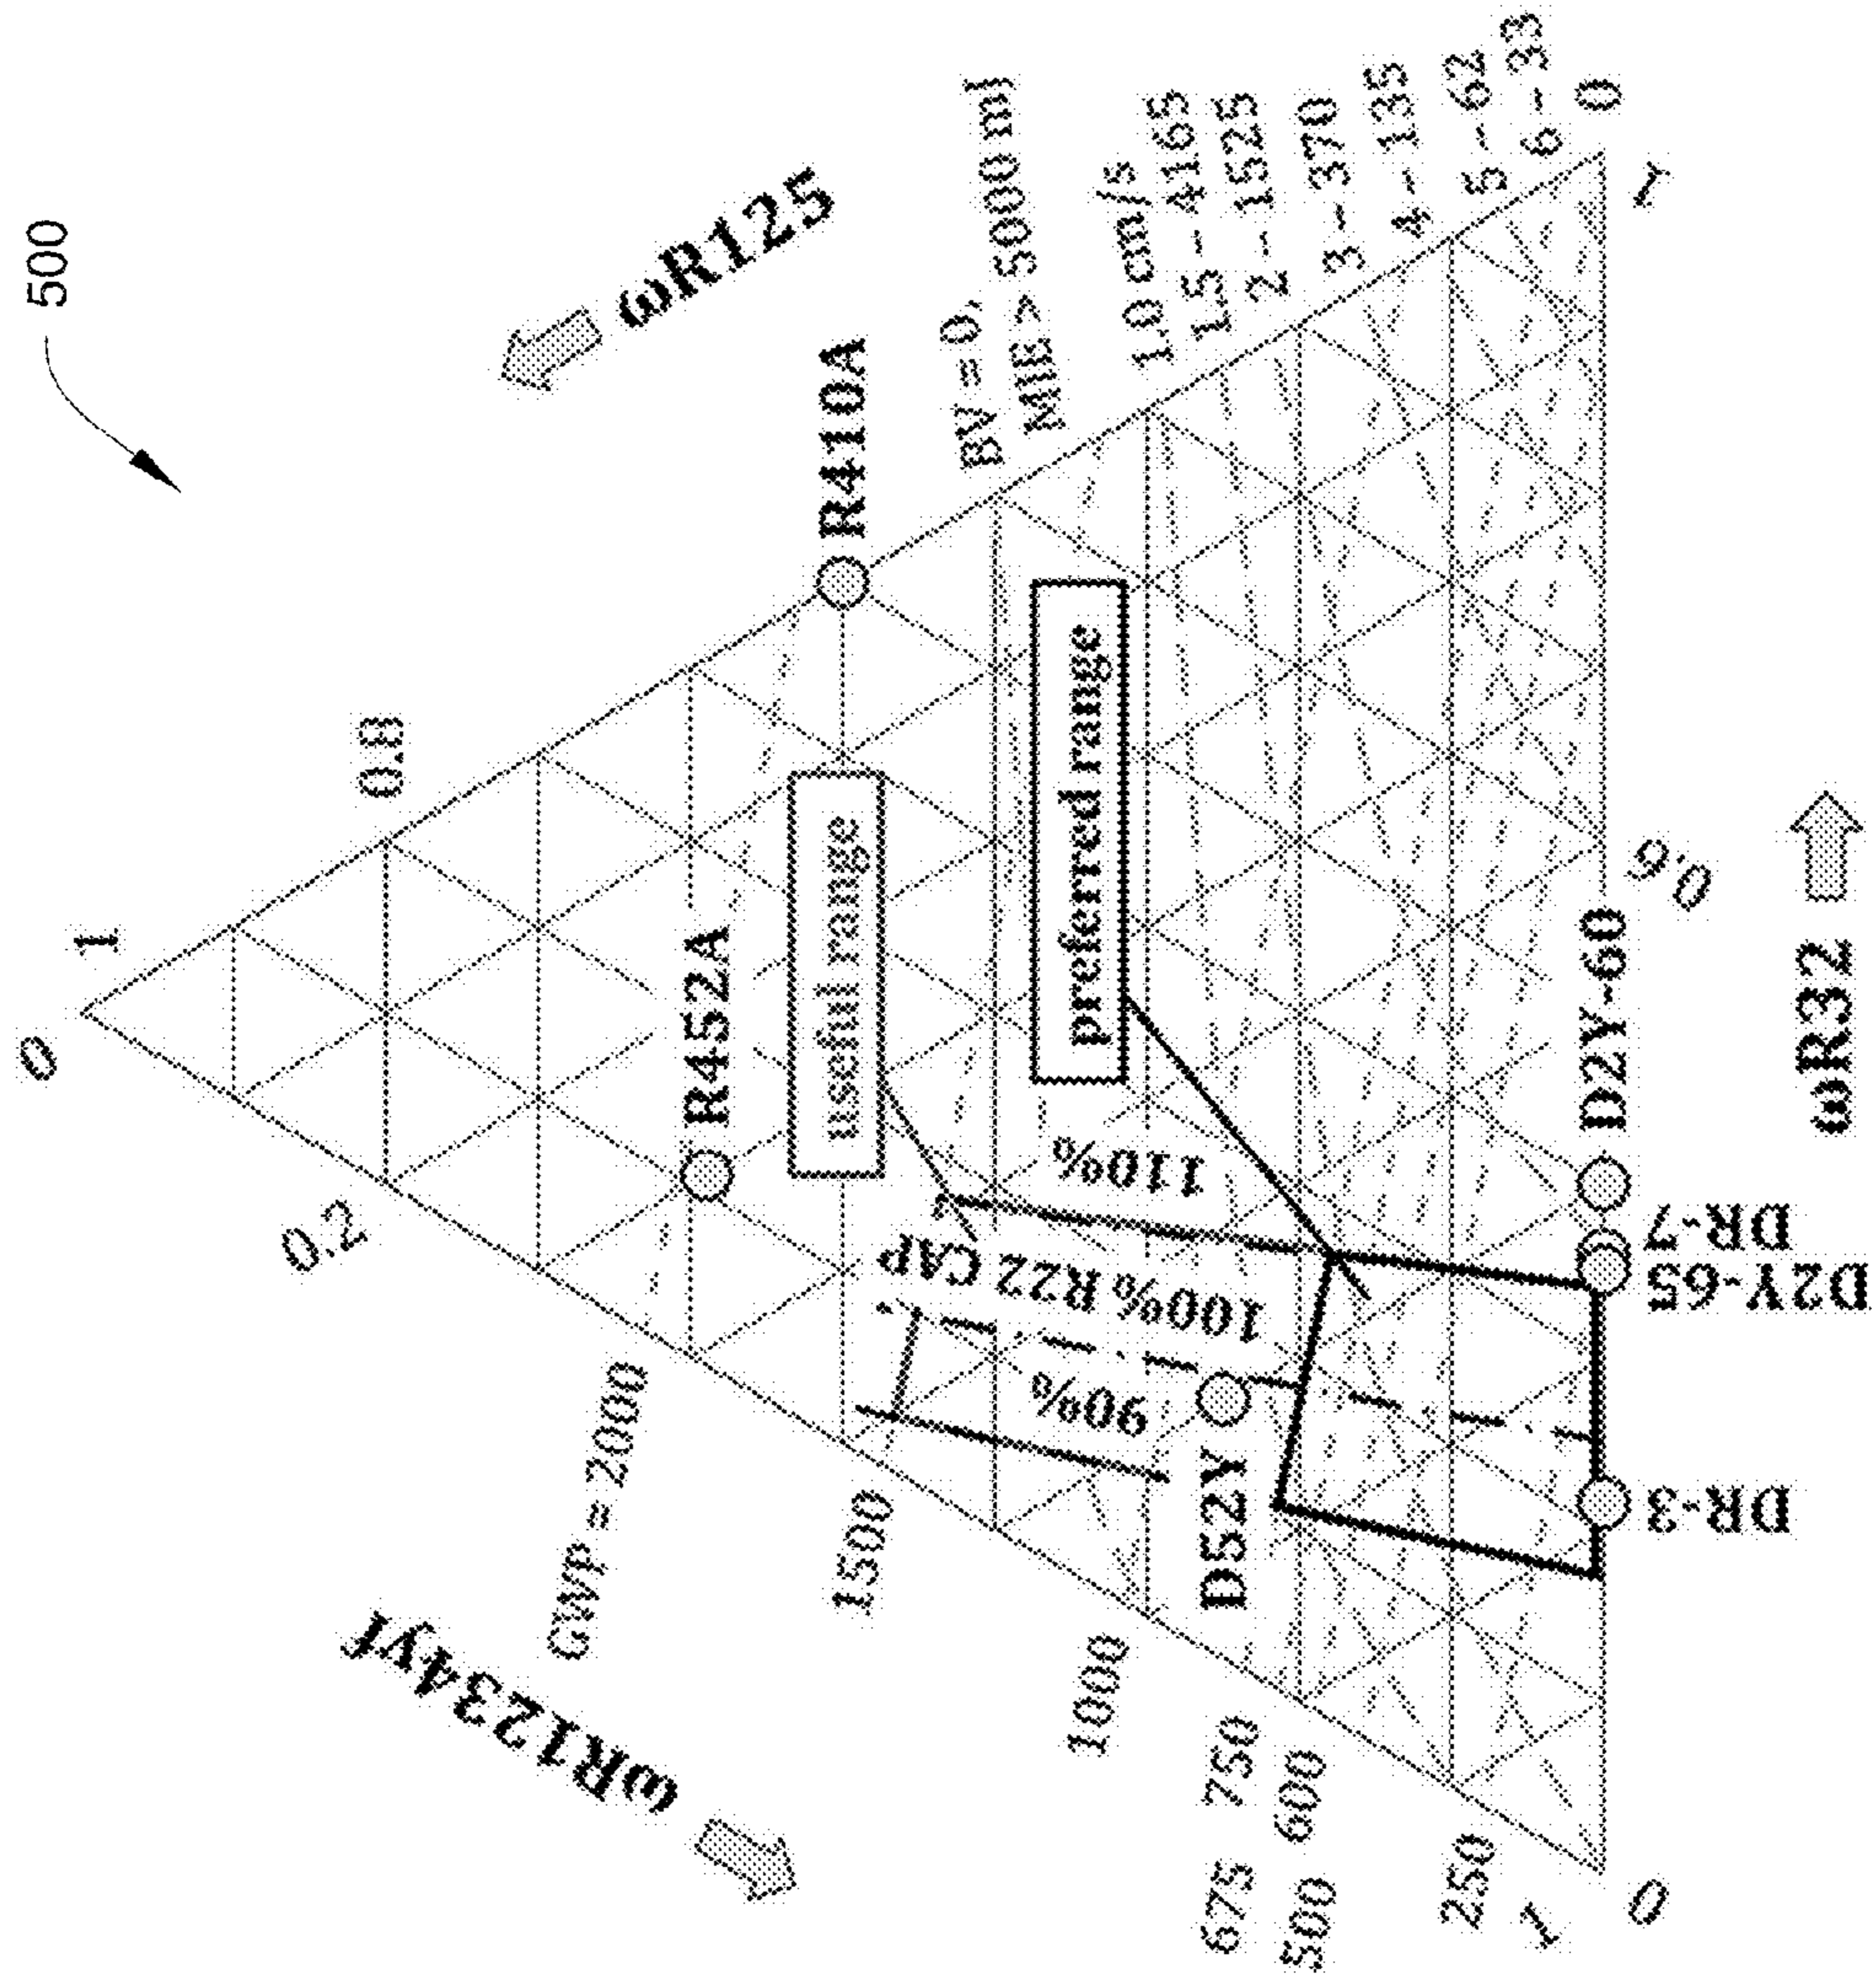 500
0
1
ωR125
0.2
0.8
R452A
R410A
ωR1234yf
GWP = 2000
useful range
BV = 0,
MIE > 5000 mJ
1500
preferred range
90%
100% R22 CAP
110%
1.0 cm/s
1.5 - 4165
2 - 1525
3 - 370
4 - 135
5 - 62
6 - 33
1000
D52Y
675 750
500 600
250
1
0
0
1
0.6
DR-3
D2Y-65
DR-7
D2Y-60
ωR32